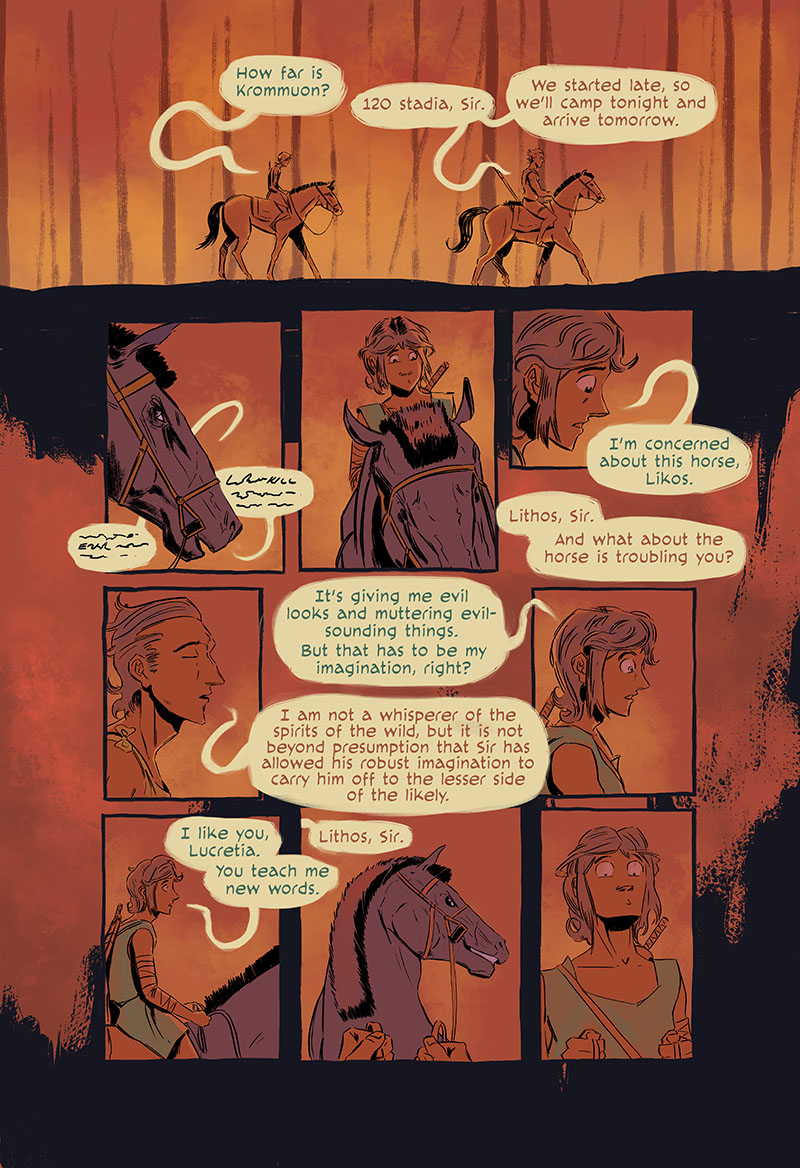 How far is
Krommuon?
120 stadia, Sir.
We started late, so
we'll camp tonight and
arrive tomorrow.
KILL
I'm concerned
about this horse,
Likos.
Lithos, Sir.
And what about the
horse is troubling you?
It's giving me evil
looks and muttering evil-
sounding things.
But that has to be my
imagination, right?
I am not a whisperer of the
spirits of the wild, but it is not
beyond presumption that Sir has
allowed his robust imagination to
carry him off to the lesser side
of the likely.
I like you,
Lucretia.
You teach me
new words.
Lithos, Sir.